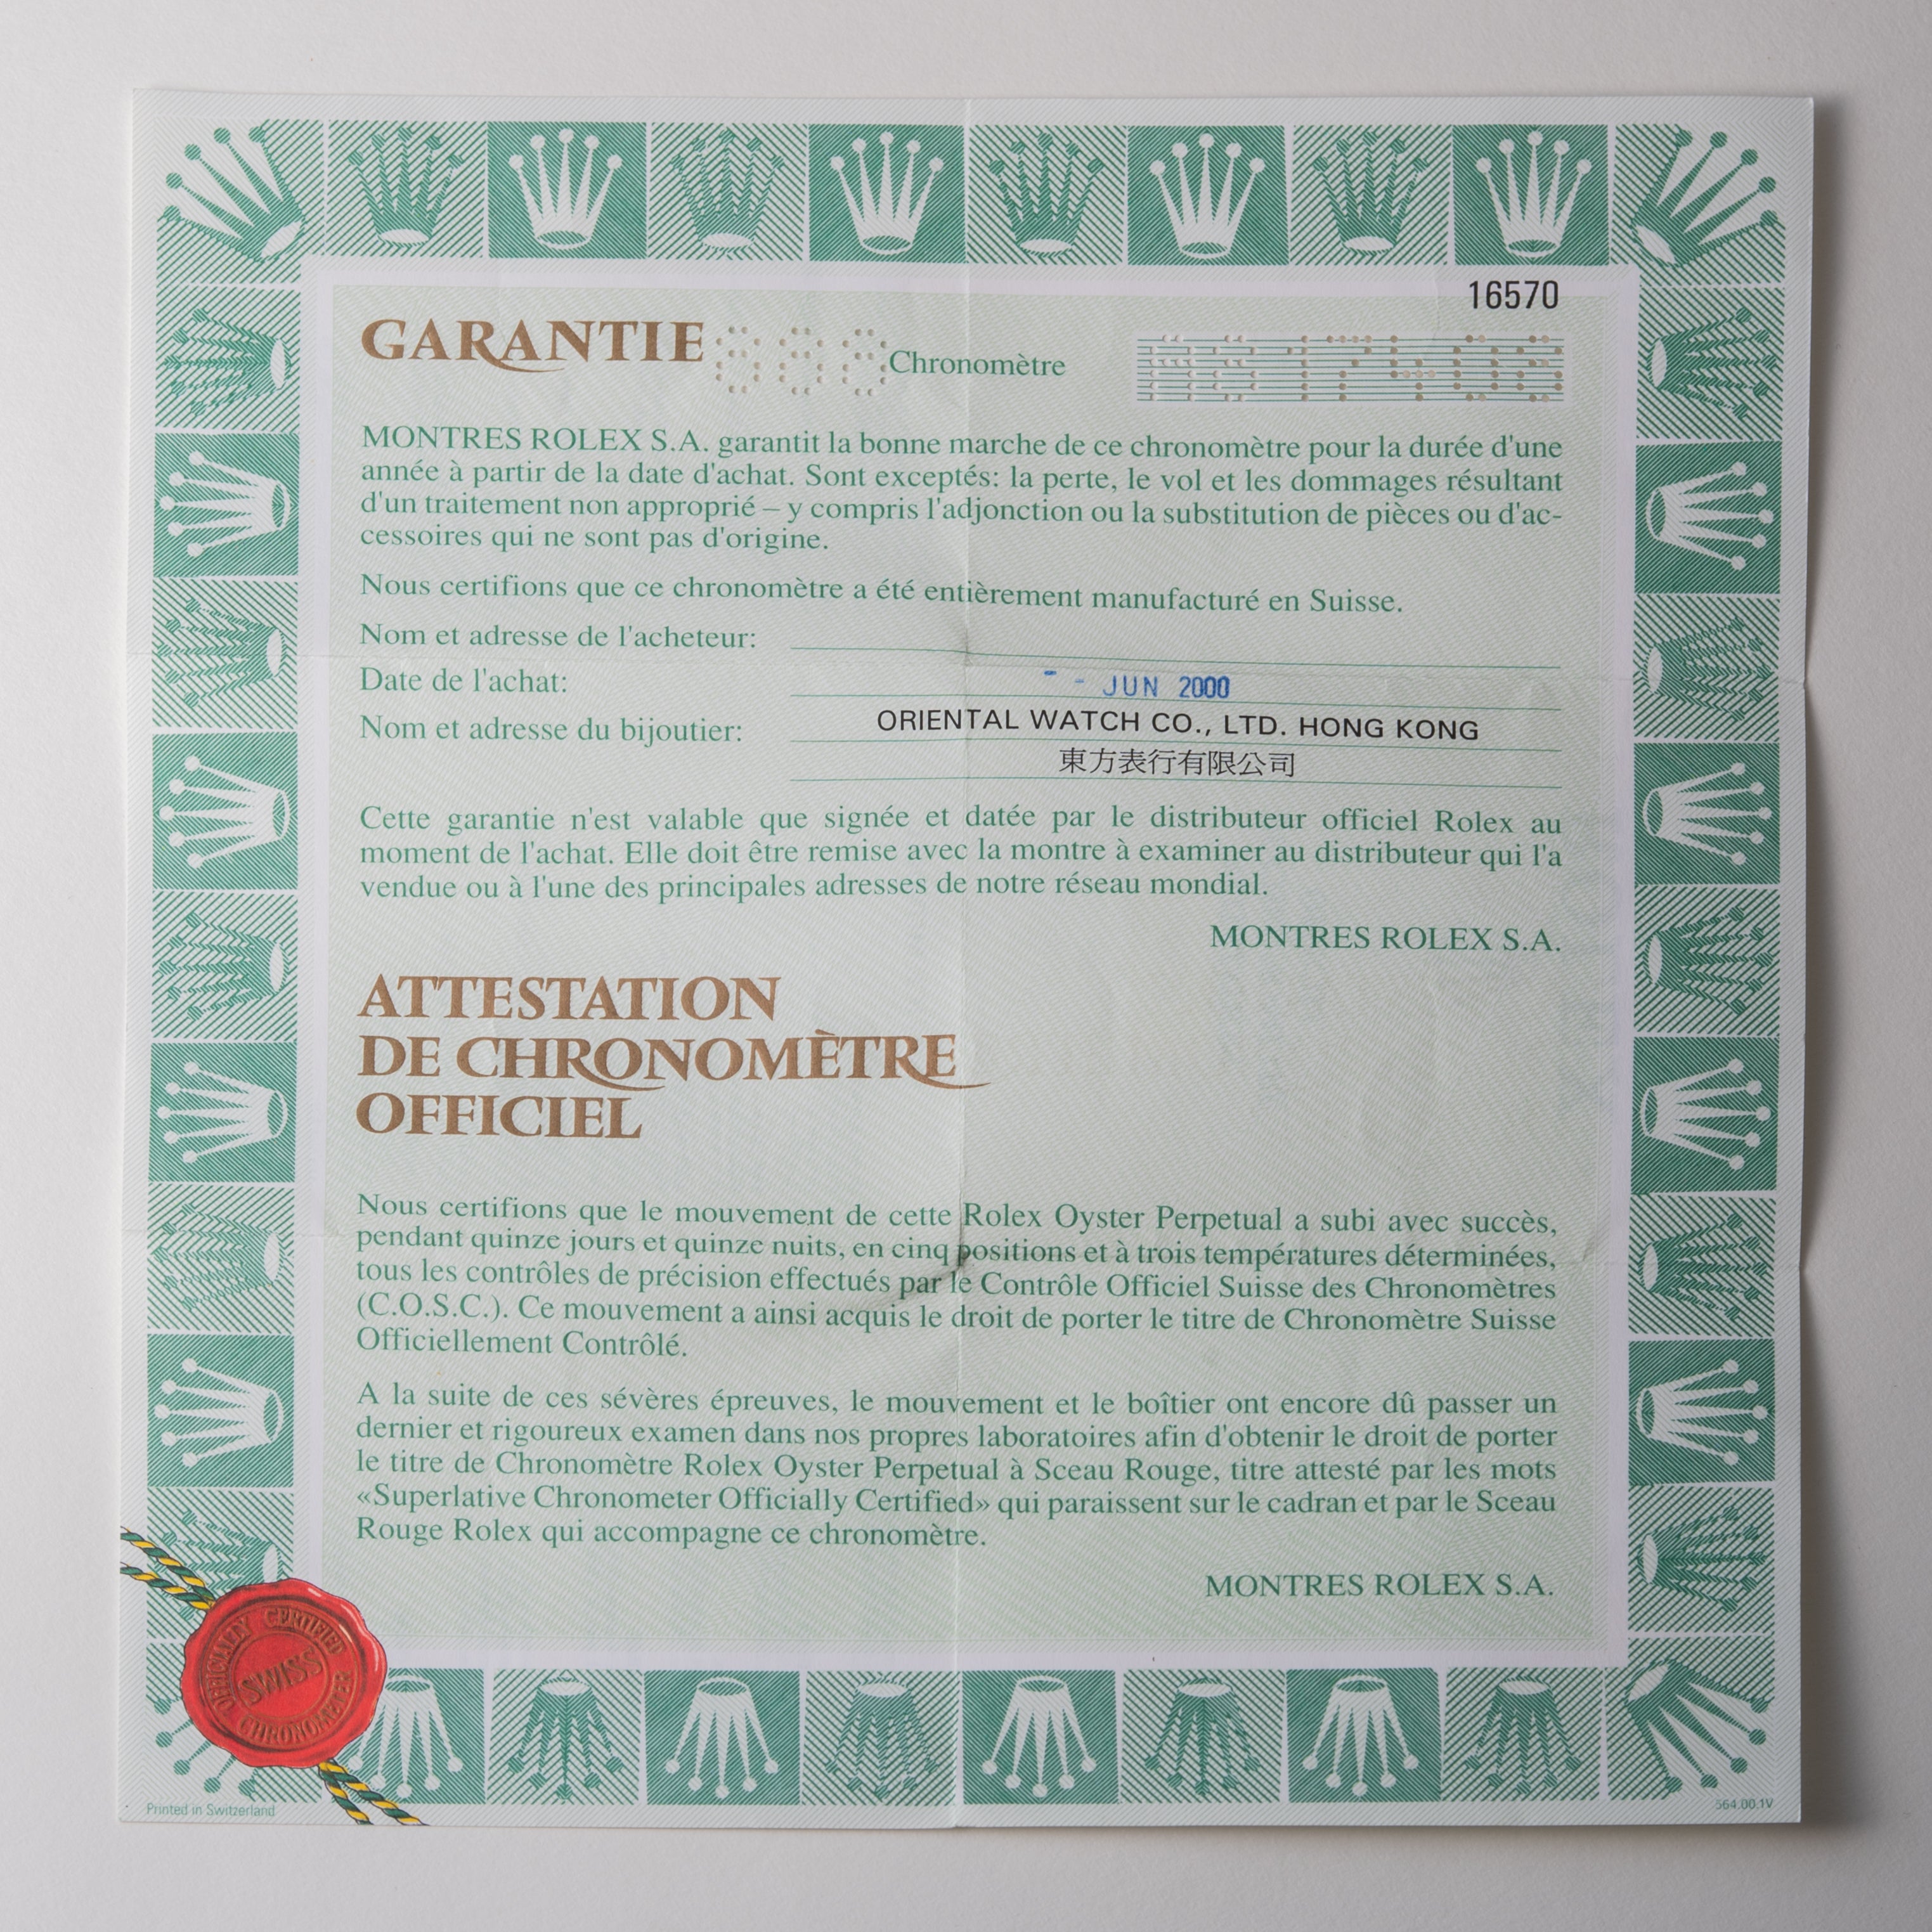 16570
GARANTIE 888 Chronomètre
MONTRES ROLEX S.A. garantit la bonne marche de ce chronomètre pour la durée d'une
année à partir de la date d'achat. Sont exceptés: la perte, le vol et les dommages résultant
d'un traitement non approprié – y compris l'adjonction ou la substitution de pièces ou d'ac-
cessoires qui ne sont pas d'origine.
Nous certifions que ce chronomètre a été entièrement manufacturé en Suisse.
Nom et adresse de l'acheteur:
Date de l'achat: - - JUN 2000
Nom et adresse du bijoutier: ORIENTAL WATCH CO., LTD. HONG KONG
東方表行有限公司
Cette garantie n'est valable que signée et datée par le distributeur officiel Rolex au
moment de l'achat. Elle doit être remise avec la montre à examiner au distributeur qui l'a
vendue ou à l'une des principales adresses de notre réseau mondial.
MONTRES ROLEX S.A.
ATTESTATION
DE CHRONOMÈTRE
OFFICIEL
Nous certifions que le mouvement de cette Rolex Oyster Perpetual a subi avec succès,
pendant quinze jours et quinze nuits, en cinq positions et à trois températures déterminées,
tous les contrôles de précision effectués par le Contrôle Officiel Suisse des Chronomètres
(C.O.S.C.). Ce mouvement a ainsi acquis le droit de porter le titre de Chronomètre Suisse
Officiellement Contrôlé.
A la suite de ces sévères épreuves, le mouvement et le boîtier ont encore dû passer un
dernier et rigoureux examen dans nos propres laboratoires afin d'obtenir le droit de porter
le titre de Chronomètre Rolex Oyster Perpetual à Sceau Rouge, titre attesté par les mots
«Superlative Chronometer Officially Certified» qui paraissent sur le cadran et par le Sceau
Rouge Rolex qui accompagne ce chronomètre.
MONTRES ROLEX S.A.
OFFICIALLY CERTIFIED
SWISS
CHRONOMETER
Printed in Switzerland
564.00.1V